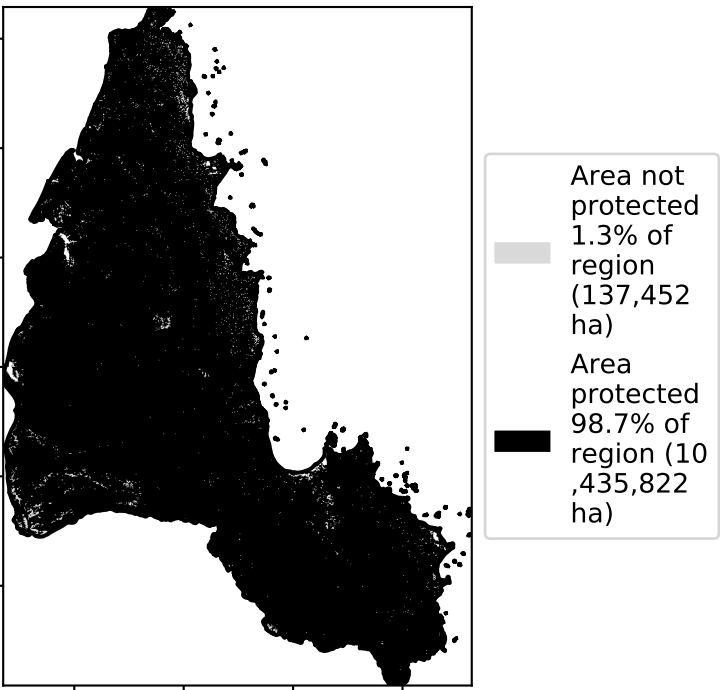 Area not
protected
1.3% of
region
(137,452
ha)
Area
protected
98.7% of
region (10
,435,822
ha)